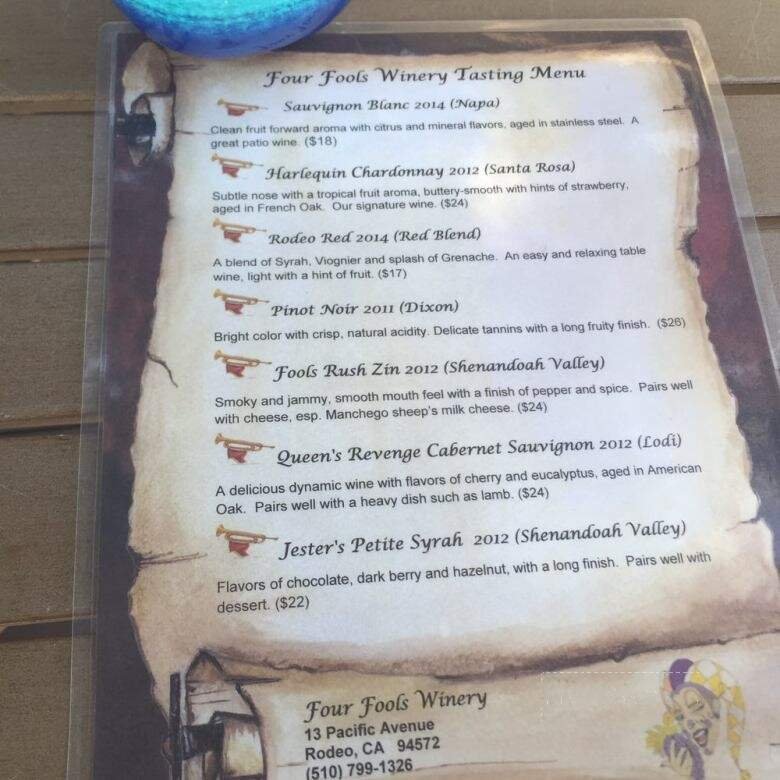 Four Fools Winery Tasting Menu
Sauvignon Blanc 2014 (Napa)
Clean fruit forward aroma with citrus and mineral flavors, aged in stainless steel. A
great patio wine. ($18)
Harlequin Chardonnay 2012 (Santa Rosa)
Subtle nose with a tropical fruit aroma, buttery-smooth with hints of strawberry,
aged in French Oak. Our signature wine. ($24)
Rodeo Red 2014 (Red Blend)
A blend of Syrah, Viognier and splash of Grenache. An easy and relaxing table
wine, light with a hint of fruit. ($17)
Pinot Noir 2011 (Dixon)
Bright color with crisp, natural acidity. Delicate tannins with a long fruity finish. ($26)
Fools Rush Zin 2012 (Shenandoah Valley)
Smoky and jammy, smooth mouth feel with a finish of pepper and spice. Pairs well
with cheese, esp. Manchego sheep's milk cheese. ($24)
Queen's Revenge Cabernet Sauvignon 2012 (Lodi)
A delicious dynamic wine with flavors of cherry and eucalyptus, aged in American
Oak. Pairs well with a heavy dish such as lamb. ($24)
Jester's Petite Syrah 2012 (Shenandoah Valley)
Flavors of chocolate, dark berry and hazelnut, with a long finish. Pairs well with
dessert. ($22)
Four Fools Winery
13 Pacific Avenue
Rodeo, CA 94572
(510) 799-1326